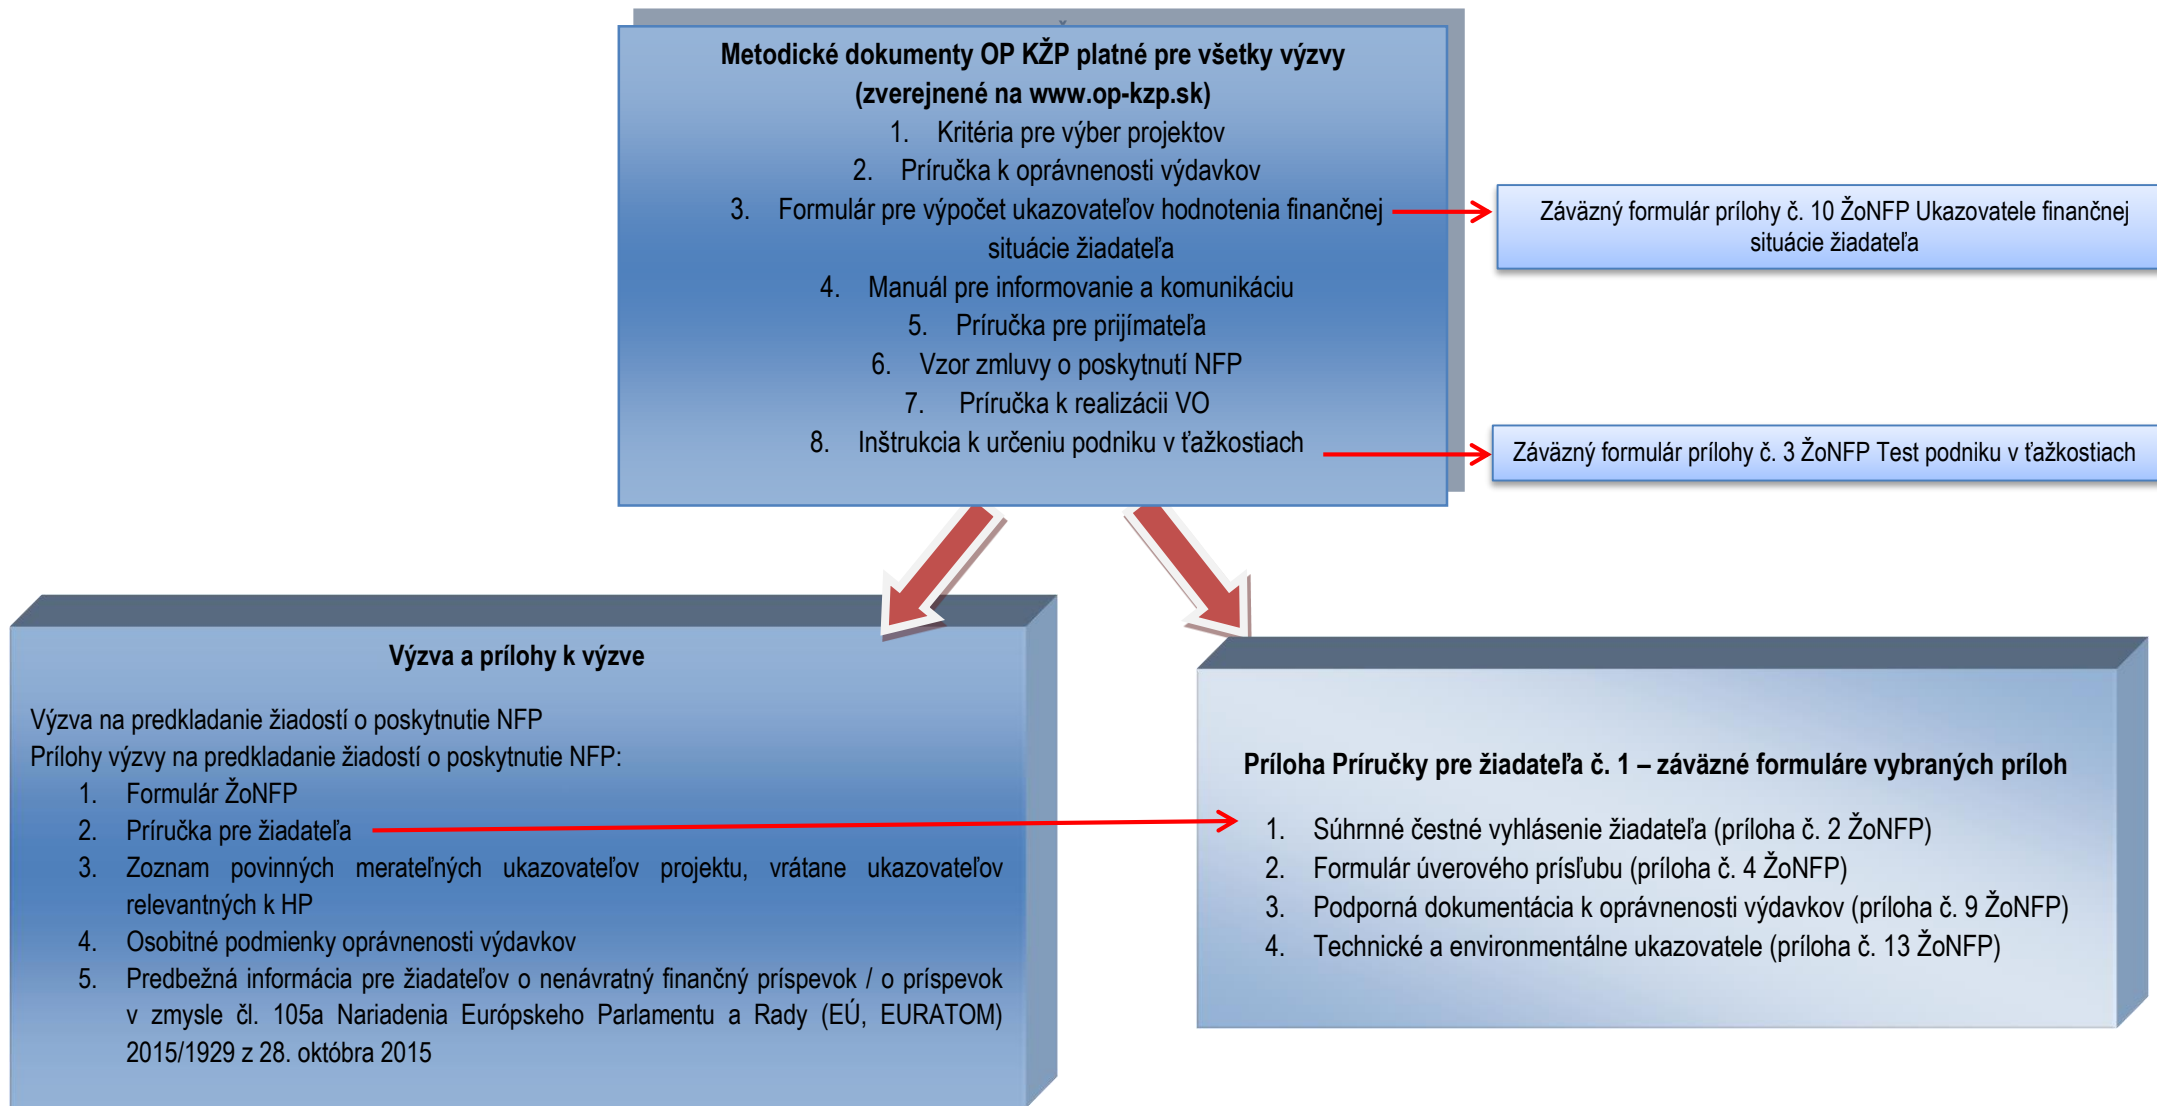 Metodické dokumenty OP KŽP platné pre všetky výzvy
(zverejnené na www.op-kzp.sk)
1. Kritéria pre výber projektov
2. Príručka k oprávnenosti výdavkov
3. Formulár pre výpočet ukazovateľov hodnotenia finančnej
situácie žiadateľa
4. Manuál pre informovanie a komunikáciu
5. Príručka pre prijímateľa
6. Vzor zmluvy o poskytnutí NFP
7. Príručka k realizácii VO
8. Inštrukcia k určeniu podniku v ťažkostiach
Záväzný formulár prílohy č. 10 ŽoNFP Ukazovatele finančnej
situácie žiadateľa
Záväzný formulár prílohy č. 3 ŽoNFP Test podniku v ťažkostiach
Výzva a prílohy k výzve
Výzva na predkladanie žiadostí o poskytnutie NFP
Prílohy výzvy na predkladanie žiadostí o poskytnutie NFP:
1. Formulár ŽoNFP
2. Príručka pre žiadateľa
3. Zoznam povinných merateľných ukazovateľov projektu, vrátane ukazovateľov
relevantných k HP
4. Osobitné podmienky oprávnenosti výdavkov
5. Predbežná informácia pre žiadateľov o nenávratný finančný príspevok / o príspevok
v zmysle čl. 105a Nariadenia Európskeho Parlamentu a Rady (EÚ, EURATOM)
2015/1929 z 28. októbra 2015
Príloha Príručky pre žiadateľa č. 1 – záväzné formuláre vybraných príloh
1. Súhrnné čestné vyhlásenie žiadateľa (príloha č. 2 ŽoNFP)
2. Formulár úverového prísľubu (príloha č. 4 ŽoNFP)
3. Podporná dokumentácia k oprávnenosti výdavkov (príloha č. 9 ŽoNFP)
4. Technické a environmentálne ukazovatele (príloha č. 13 ŽoNFP)